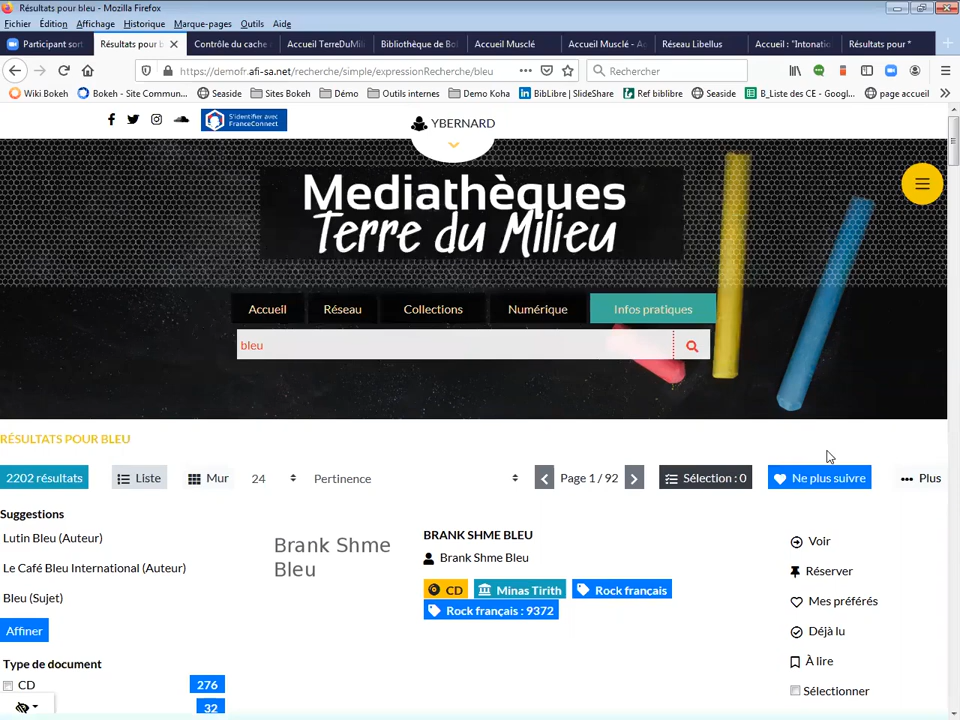 Résultats pour bleu - Mozilla Firefox
Fichier Édition Affichage Historique Marque-pages Outils Aide
Participant sort
Résultats pour b
Contrôle du cache
Accueil TerreDuMil
Bibliothèque de Bol
Accueil Musclé
Accueil Musclé - Ac
Réseau Libellus
Accueil : "Intonatio
Résultats pour *
https://demofr.afi-sa.net/recherche/simple/expressionRecherche/bleu
Rechercher
Wiki Bokeh
Bokeh - Site Commun...
Seaside
Sites Bokeh
Démo
Outils internes
Demo Koha
BibLibre | SlideShare
Ref biblibre
Seaside
B_Liste des CE - Googl...
page accueil
S'identifier avec
FranceConnect
YBERNARD
Mediathèques
Terre du Milieu
Accueil Réseau Collections Numérique Infos pratiques
bleu
RÉSULTATS POUR BLEU
2202 résultats Liste Mur 24 Pertinence Page 1 / 92 Sélection : 0 Ne plus suivre Plus
Suggestions
Lutin Bleu (Auteur)
Le Café Bleu International (Auteur)
Bleu (Sujet)
Affiner
Type de document
CD 276
32
Brank Shme
Bleu
BRANK SHME BLEU
Brank Shme Bleu
CD Minas Tirith Rock français
Rock français : 9372
Voir
Réserver
Mes préférés
Déjà lu
À lire
Sélectionner